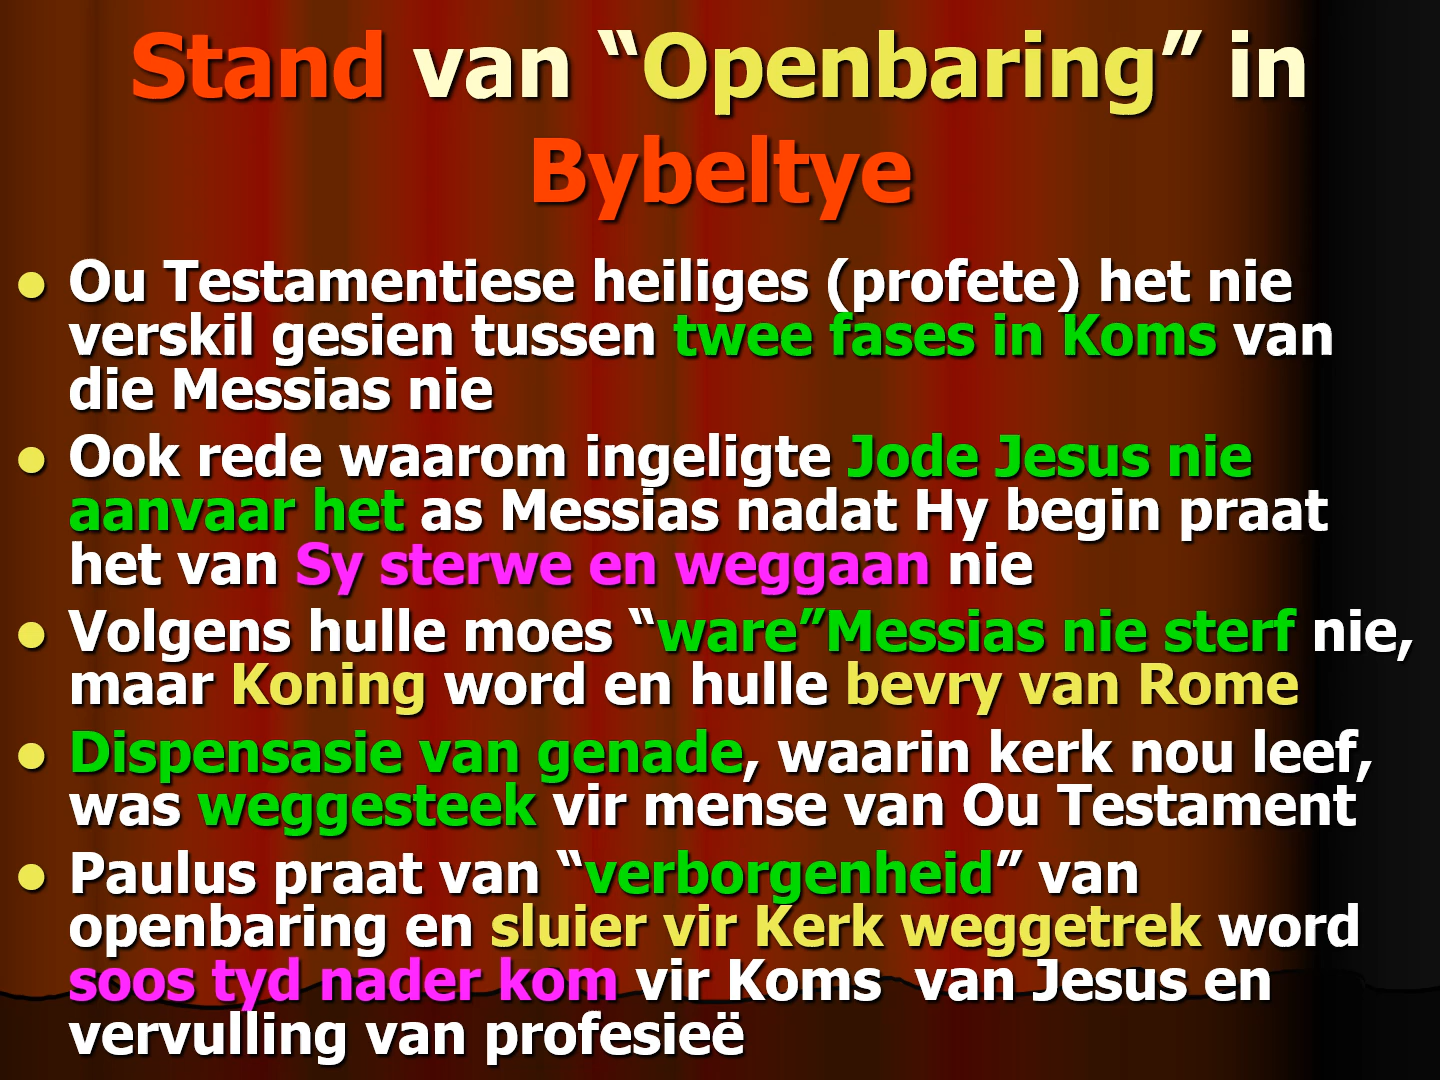 Stand van “Openbaring” in
Bybeltye
Ou Testamentiese heiliges (profete) het nie
verskil gesien tussen twee fases in Koms van
die Messias nie
Ook rede waarom ingeligte Jode Jesus nie
aanvaar het as Messias nadat Hy begin praat
het van Sy sterwe en weggaan nie
Volgens hulle moes “ware”Messias nie sterf nie,
maar Koning word en hulle bevry van Rome
Dispensasie van genade, waarin kerk nou leef,
was weggesteek vir mense van Ou Testament
Paulus praat van “verborgenheid” van
openbaring en sluier vir Kerk weggetrek word
soos tyd nader kom vir Koms  van Jesus en
vervulling van profesieë